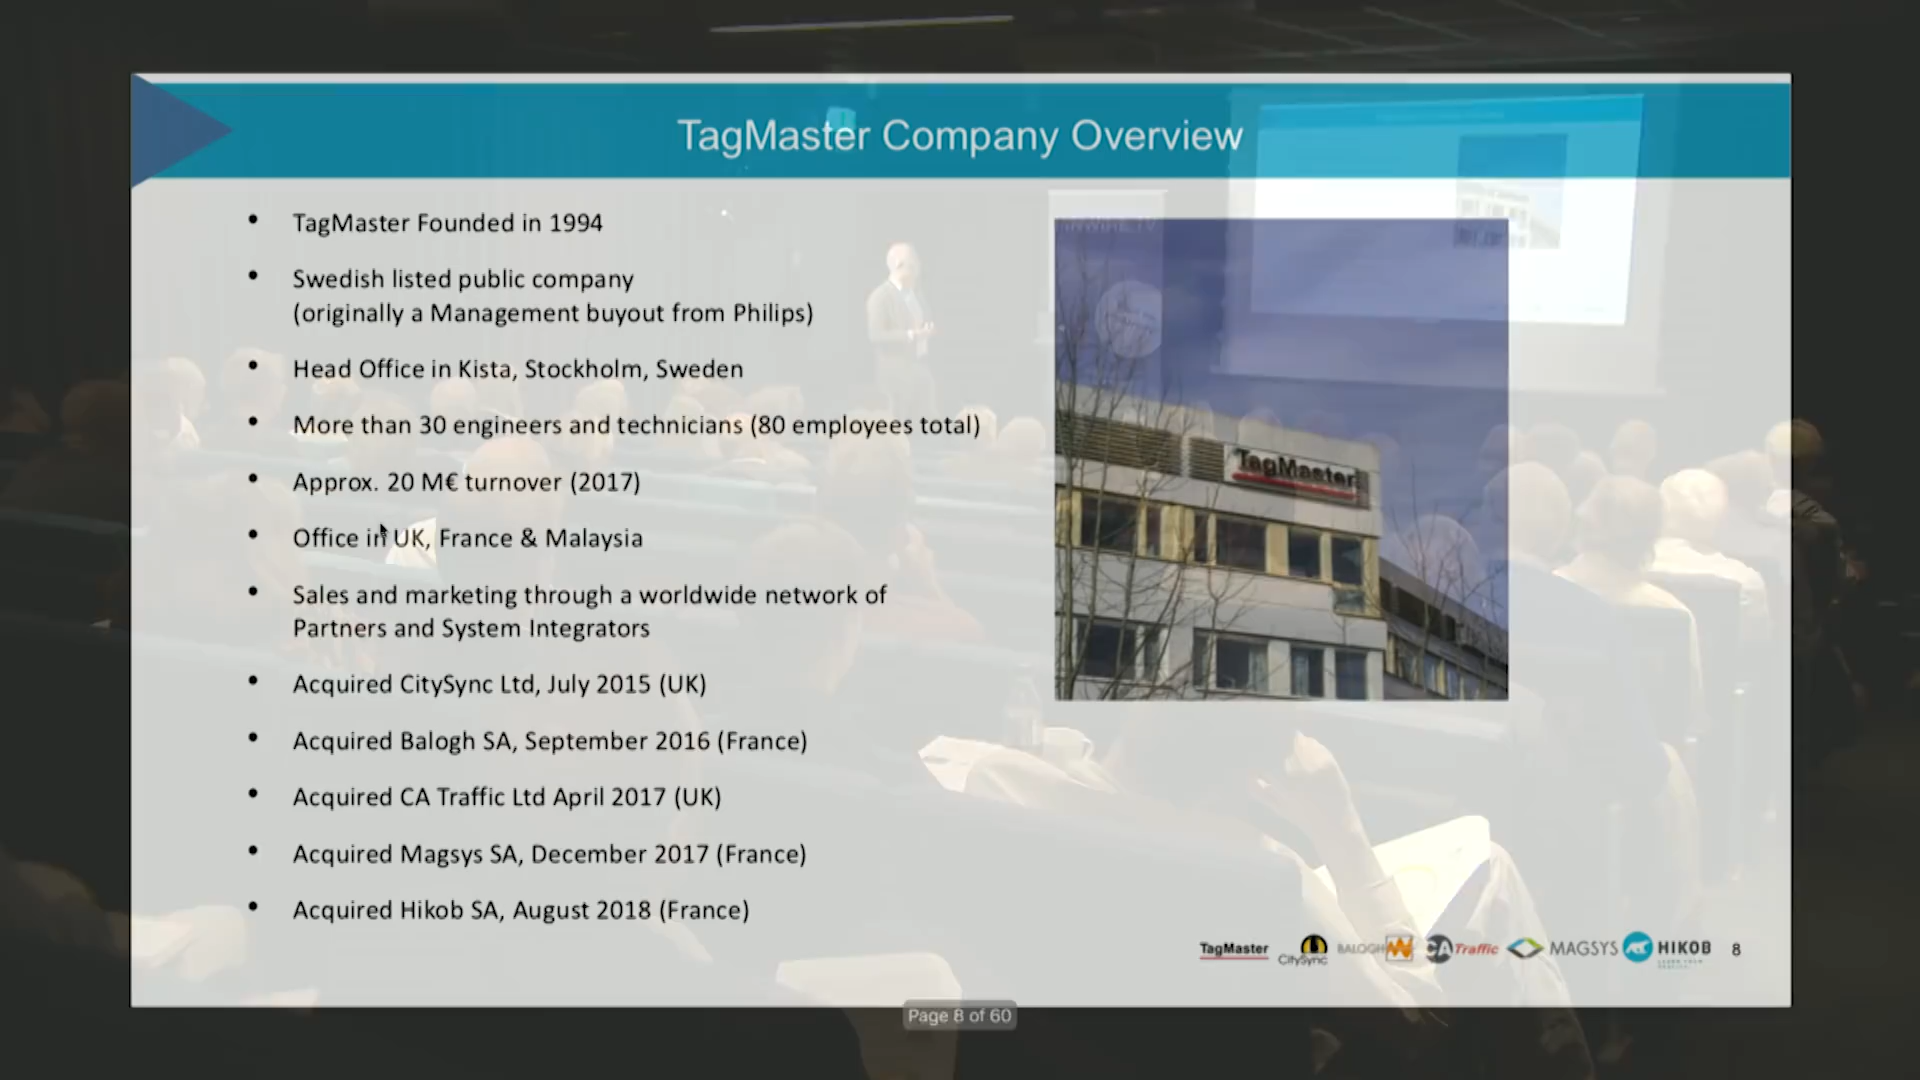 TagMaster Company Overview
• TagMaster Founded in 1994
• Swedish listed public company
(originally a Management buyout from Philips)
• Head Office in Kista, Stockholm, Sweden
• More than 30 engineers and technicians (80 employees total)
• Approx. 20 M€ turnover (2017)
• Office in UK, France & Malaysia
• Sales and marketing through a worldwide network of
Partners and System Integrators
• Acquired CitySync Ltd, July 2015 (UK)
• Acquired Balogh SA, September 2016 (France)
• Acquired CA Traffic Ltd April 2017 (UK)
• Acquired Magsys SA, December 2017 (France)
• Acquired Hikob SA, August 2018 (France)
TagMaster
TagMaster CitySync BALOGH CA Traffic MAGSYS HIKOB 8
Page 8 of 60